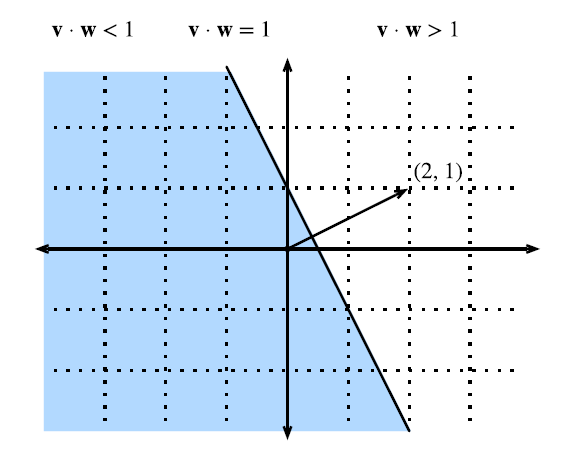 v · w < 1 v · w = 1 v · w > 1
(2, 1)